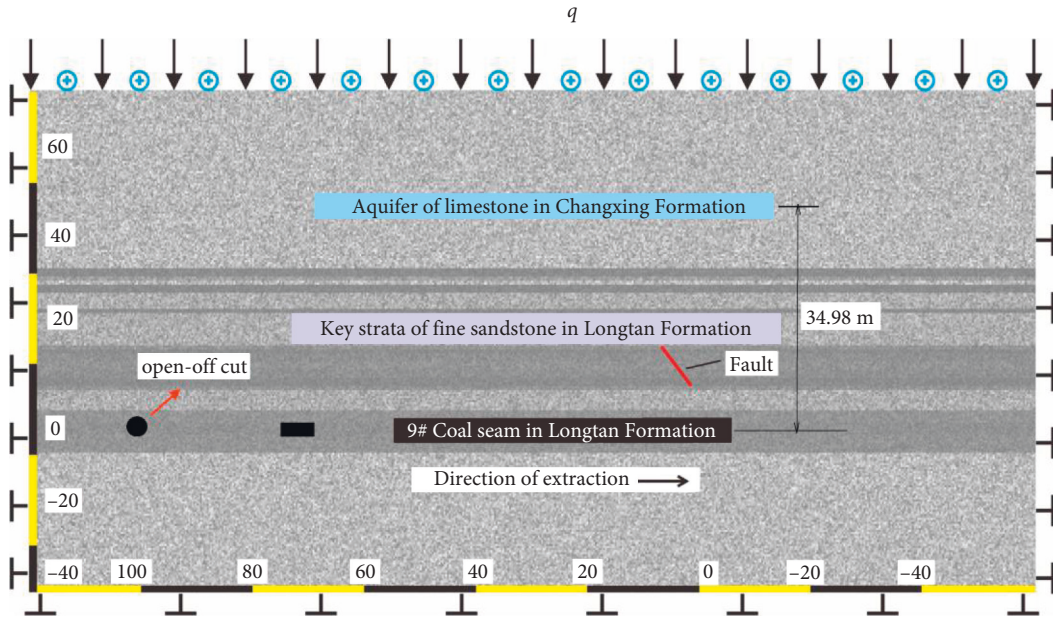 q
60
Aquifer of limestone in Changxing Formation
40
20
34.98 m
Key strata of fine sandstone in Longtan Formation
open-off cut
Fault
0
9# Coal seam in Longtan Formation
Direction of extraction
–20
–40 100 80 60 40 20 0 –20 –40